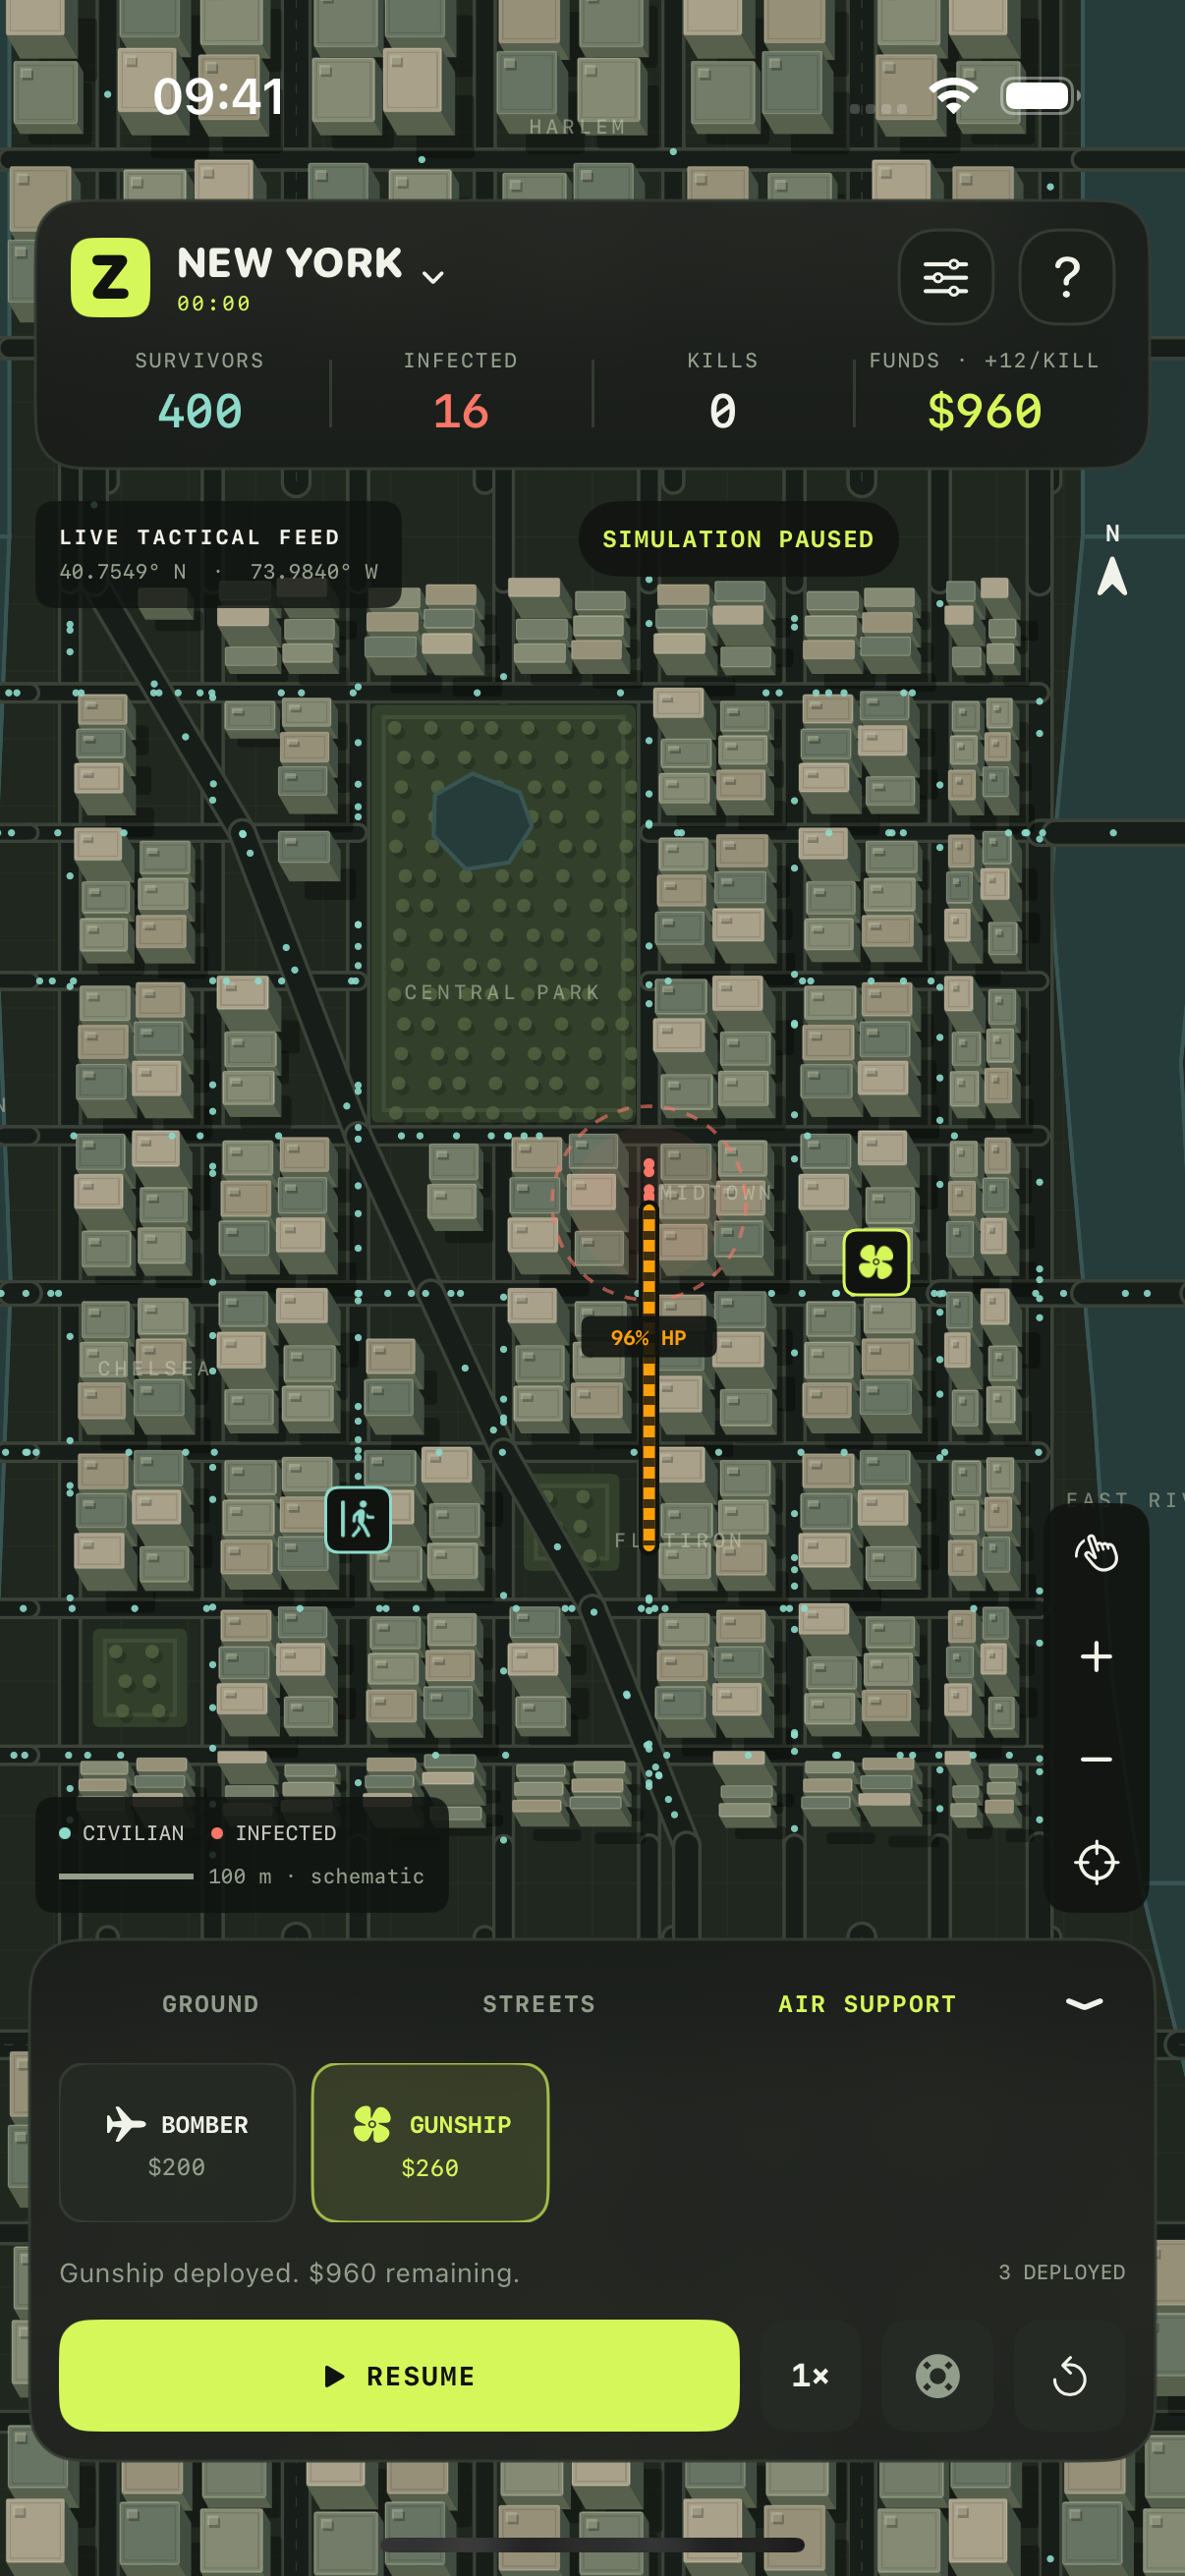 09:41
HARLEM
Z
NEW YORK
00:00
?
SURVIVORS
INFECTED
KILLS
FUNDS · +12/KILL
400
16
0
$960
LIVE TACTICAL FEED
SIMULATION PAUSED
N
40.7549° N · 73.9840° W
CENTRAL PARK
MIDTOWN
96% HP
CHELSEA
EAST RIV
CIVILIAN
INFECTED
100 m · schematic
GROUND
STREETS
AIR SUPPORT
BOMBER
GUNSHIP
$200
$260
Gunship deployed. $960 remaining.
3 DEPLOYED
RESUME
1×